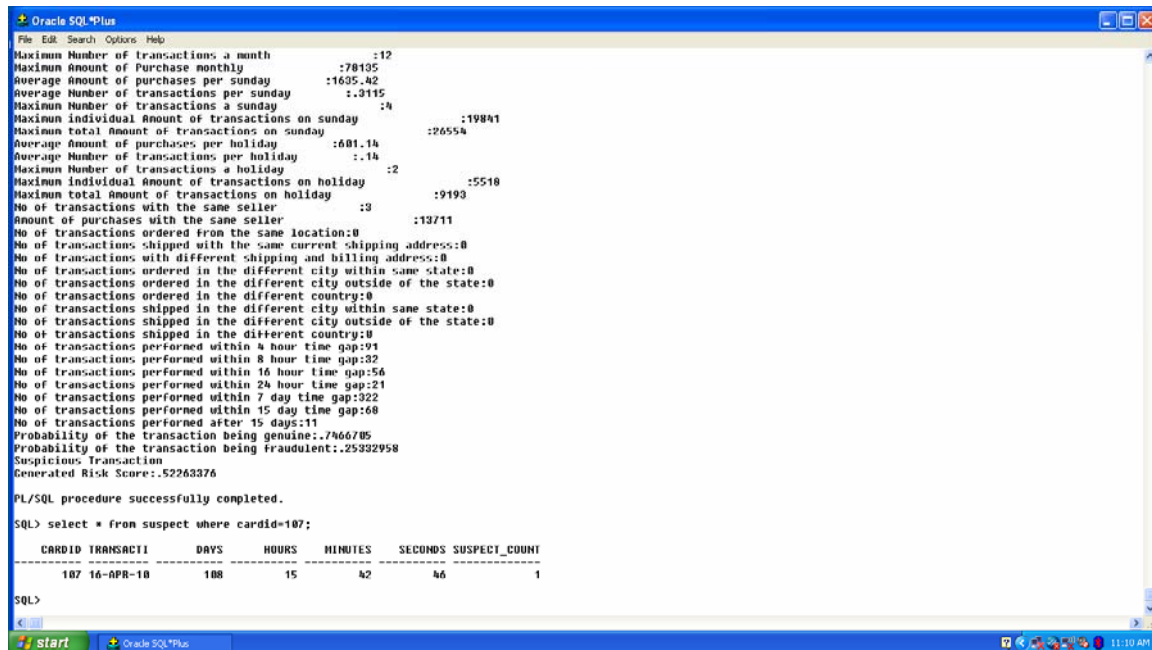 Oracle SQL*Plus
File Edit Search Options Help
Maximum Number of transactions a month :12
Maximum Amount of Purchase monthly :78135
Average Amount of purchases per sunday :1635.42
Average Number of transactions per sunday :.3115
Maximum Number of transactions a sunday :4
Maximum individual Amount of transactions on sunday :19841
Maximum total Amount of transactions on sunday :26554
Average Amount of purchases per holiday :601.14
Average Number of transactions per holiday :.14
Maximum Number of transactions a holiday :2
Maximum individual Amount of transactions on holiday :5518
Maximum total Amount of transactions on holiday :9193
No of transactions with the same seller :3
Amount of purchases with the same seller :13711
No of transactions ordered from the same location:0
No of transactions shipped with the same current shipping address:0
No of transactions with different shipping and billing address:0
No of transactions ordered in the different city within same state:0
No of transactions ordered in the different city outside of the state:0
No of transactions ordered in the different country:0
No of transactions shipped in the different city within same state:0
No of transactions shipped in the different city outside of the state:0
No of transactions shipped in the different country:0
No of transactions performed within 4 hour time gap:91
No of transactions performed within 8 hour time gap:32
No of transactions performed within 16 hour time gap:56
No of transactions performed within 24 hour time gap:21
No of transactions performed within 7 day time gap:322
No of transactions performed within 15 day time gap:68
No of transactions performed after 15 days:11
Probability of the transaction being genuine:.7466705
Probability of the transaction being fraudulent:.25332958
Suspicious Transaction
Generated Risk Score:.52263376
PL/SQL procedure successfully completed.
SQL> select * from suspect where cardid=107;
CARDID TRANSACTI DAYS HOURS MINUTES SECONDS SUSPECT_COUNT
---------- --------- ---------- ---------- ---------- ---------- -------------
107 16-APR-10 108 15 42 46 1
SQL>
start Oracle SQL*Plus 11:10 AM